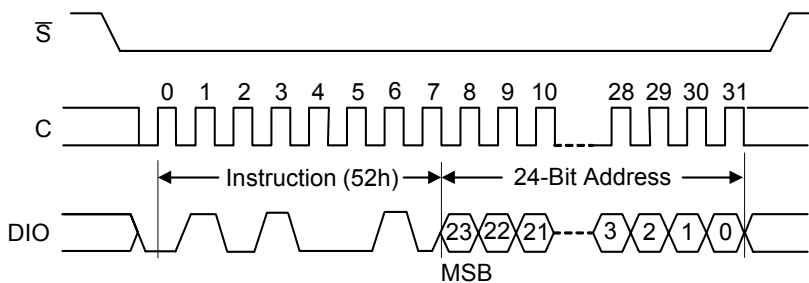 S
0 1 2 3 4 5 6 7 8 9 10 28 29 30 31
C
Instruction (52h) 24-Bit Address
DIO 23 22 21 3 2 1 0
MSB